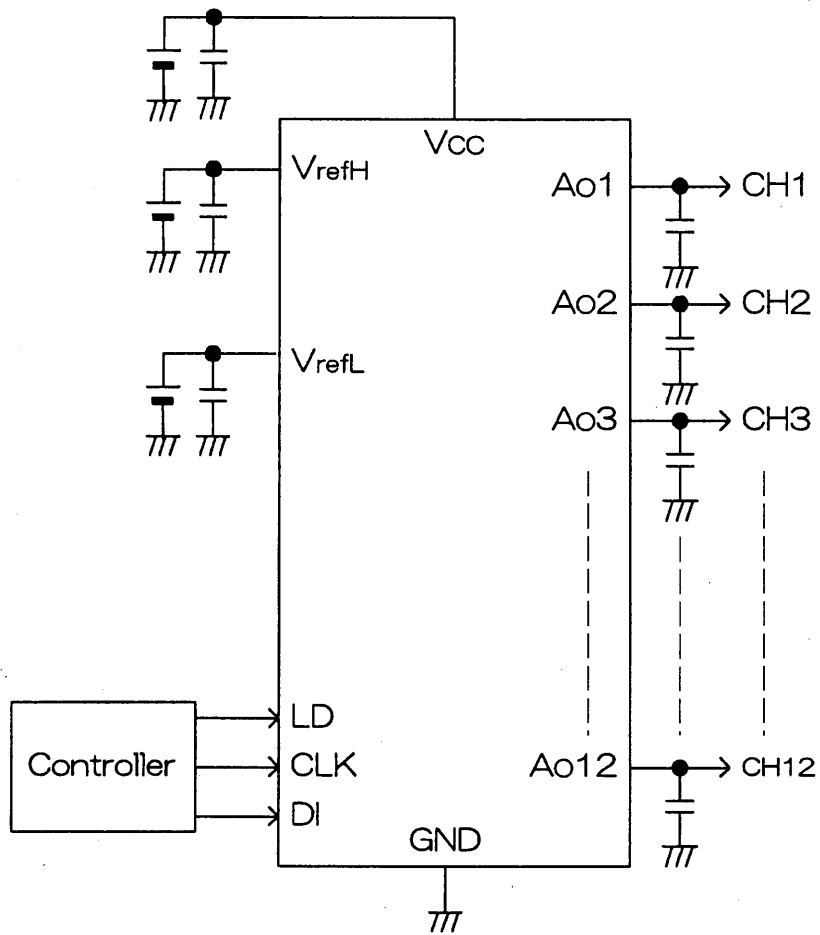 Vcc
VrefH
Ao1
CH1
Ao2
CH2
VrefL
Ao3
CH3
LD
Controller
CLK
Ao12
CH12
DI
GND